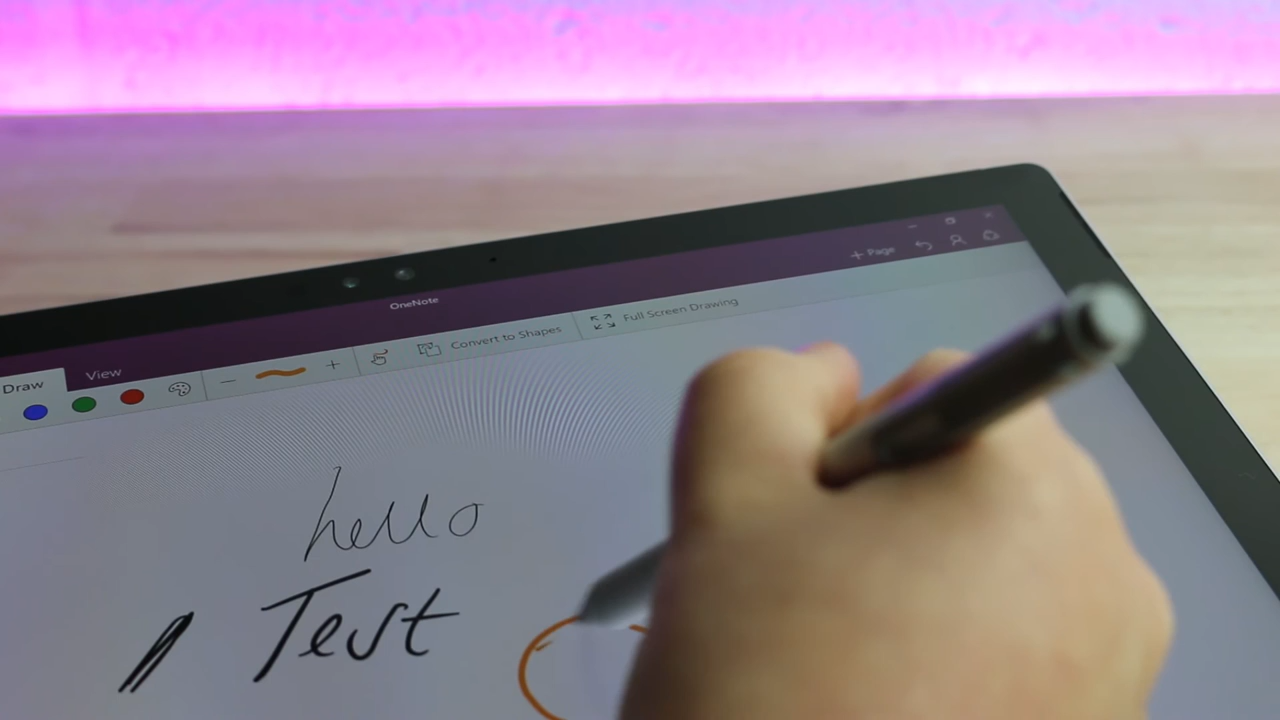 + Page
OneNote
Draw View
Convert to Shapes Full Screen Drawing
hello
Test